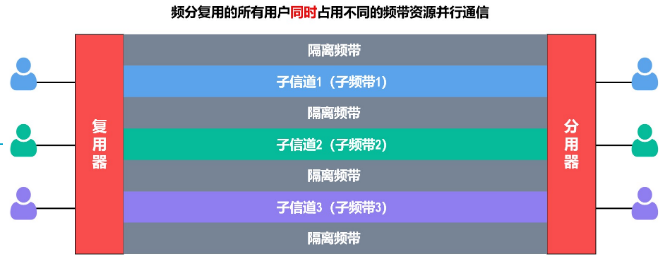 频分复用的所有用户同时占用不同的频带资源并行通信
隔离频带
子信道1（子频带1）
隔离频带
复用器
子信道2（子频带2）
分用器
隔离频带
子信道3（子频带3）
隔离频带